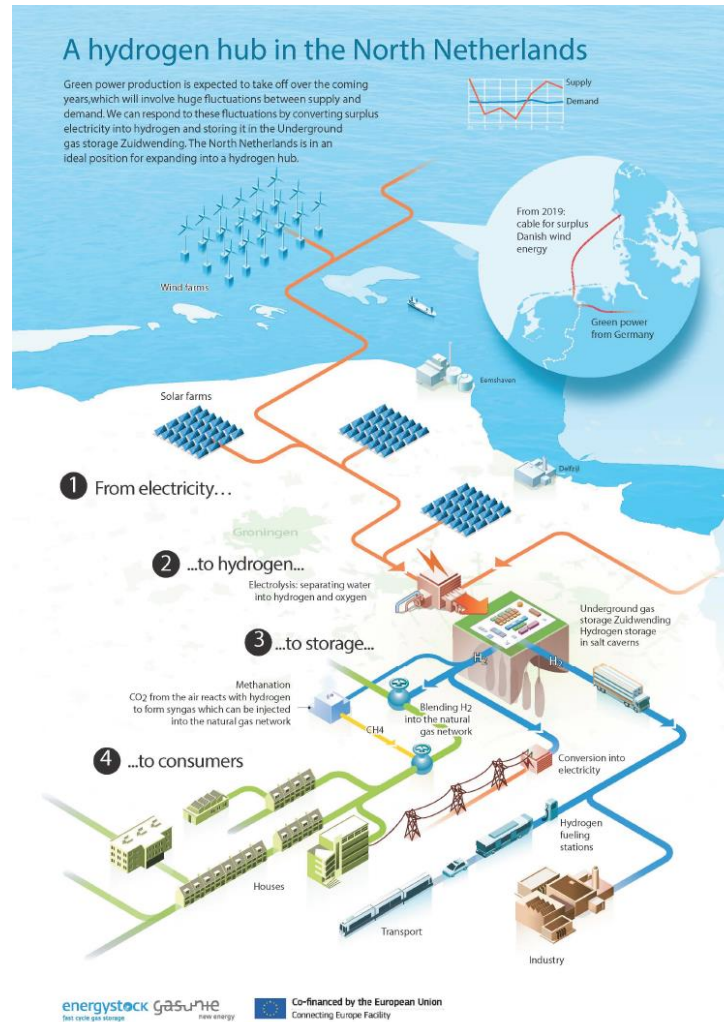 A hydrogen hub in the North Netherlands
Green power production is expected to take off over the coming
years,which will involve huge fluctuations between supply and
demand. We can respond to these fluctuations by converting surplus
electricity into hydrogen and storing it in the Underground
gas storage Zuidwending. The North Netherlands is in an
ideal position for expanding into a hydrogen hub.
Supply
Demand
From 2019:
cable for surplus
Danish wind
energy
Green power
from Germany
Wind farms
Eemshaven
Solar farms
Delfzijl
1 From electricity...
Groningen
2 ...to hydrogen...
Electrolysis: separating water
into hydrogen and oxygen
Underground gas
storage Zuidwending
Hydrogen storage
in salt caverns
3 ...to storage...
H2
H2
Methanation
CO2 from the air reacts with hydrogen
to form syngas which can be injected
into the natural gas network
Blending H2
into the natural
gas network
CH4
4 ...to consumers
Conversion into
electricity
Hydrogen
fueling
stations
Houses
Transport
Industry
energystock
fast cycle gas storage
gasunie
new energy
Co-financed by the European Union
Connecting Europe Facility